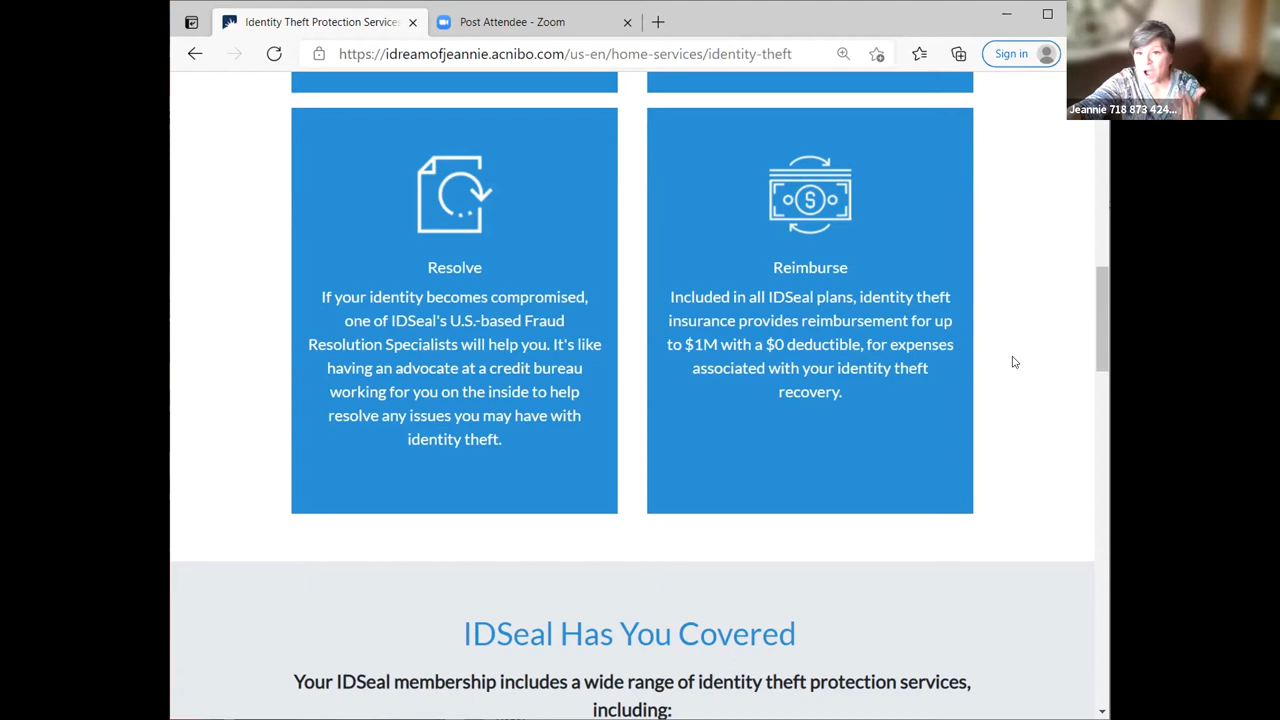 Identity Theft Protection Services
Post Attendee - Zoom
https://idreamofjeannie.acnibo.com/us-en/home-services/identity-theft
Sign in
Jeannie 718 873 424...
Resolve
If your identity becomes compromised,
one of IDSeal's U.S.-based Fraud
Resolution Specialists will help you. It's like
having an advocate at a credit bureau
working for you on the inside to help
resolve any issues you may have with
identity theft.
Reimburse
Included in all IDSeal plans, identity theft
insurance provides reimbursement for up
to $1M with a $0 deductible, for expenses
associated with your identity theft
recovery.
IDSeal Has You Covered
Your IDSeal membership includes a wide range of identity theft protection services,
including: